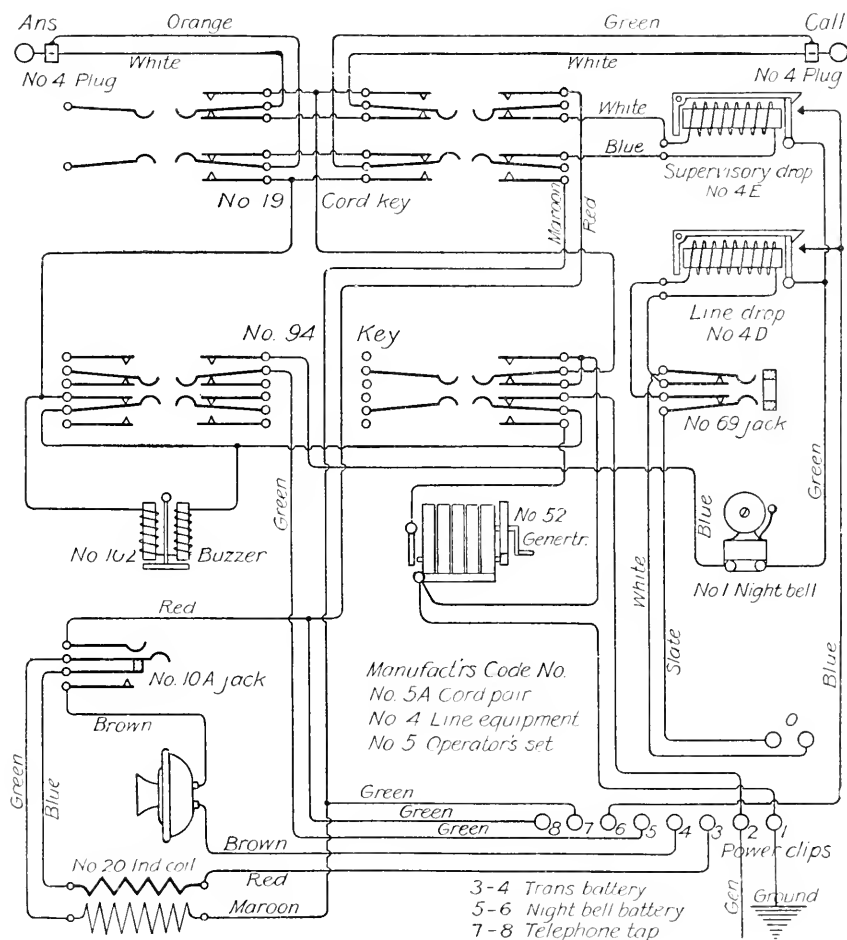 Ans Orange Green Call
White White
No 4 Plug No 4 Plug
White
Blue
Supervisory drop
No 4E
No 19 Cord key
Maroon
Red
Line drop
No 4D
No. 94 Key
No 69 jack
Green
Blue
Green
No 52
Genertr.
No 102 Buzzer
No 1 Night bell
White
Red
Slate
Blue
No. 10A jack
Manufactrs Code No.
No. 5A Cord pair
No 4 Line equipment
No 5 Operator's set
Brown
O
Green
Blue
Green
Green
Green
8 7 6 5 4 3 2 1
Brown
Power clips
No 20 Ind coil
Red
Maroon
3-4 Trans battery
5-6 Night bell battery
7-8 Telephone tap
Gen
Ground